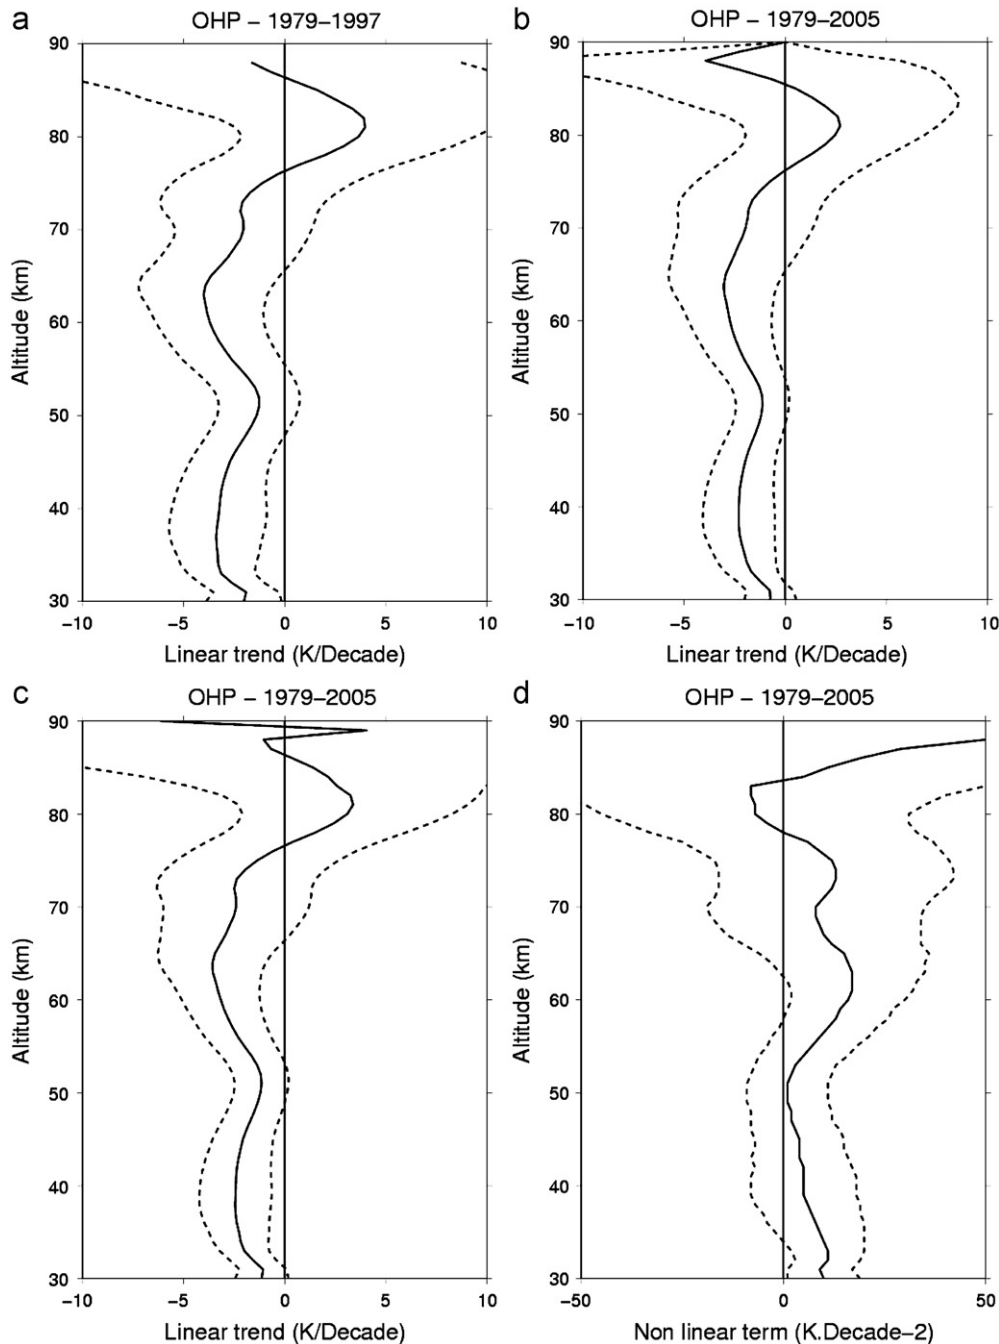 a
OHP – 1979–1997
90
80
70
60
50
40
30
Altitude (km)
−10 −5 0 5 10
Linear trend (K/Decade)
b
OHP – 1979–2005
90
80
70
60
50
40
30
Altitude (km)
−10 −5 0 5 10
Linear trend (K/Decade)
c
OHP – 1979–2005
90
80
70
60
50
40
30
Altitude (km)
−10 −5 0 5 10
Linear trend (K/Decade)
d
OHP – 1979–2005
90
80
70
60
50
40
30
Altitude (km)
−50 0 50
Non linear term (K.Decade−2)